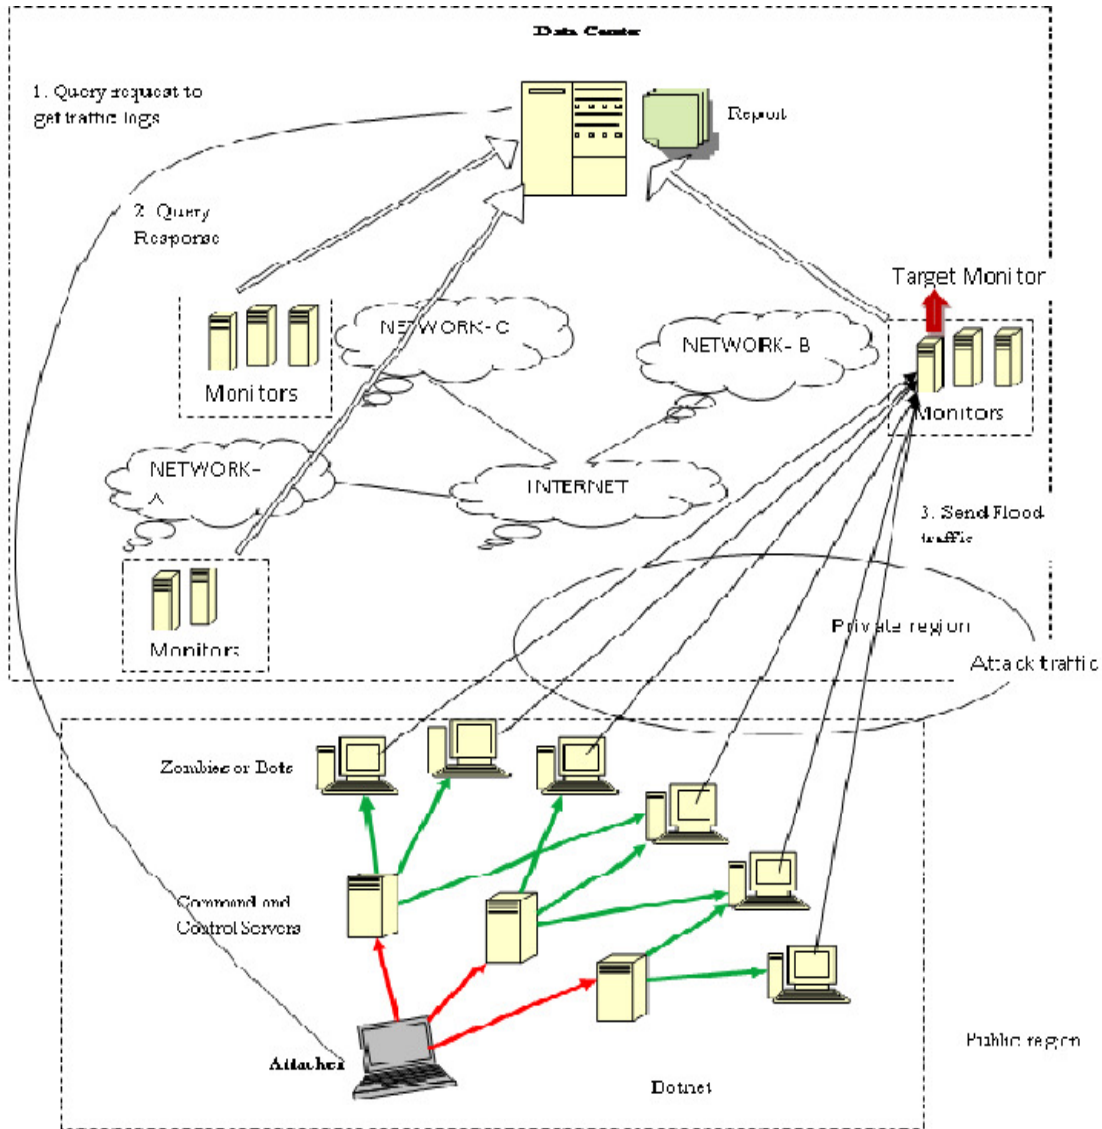 Data Center
1. Query request to
get traffic logs
Report
2. Query
Response
Target Monitor
NETWORK- C
NETWORK- B
Monitors
Monitors
NETWORK-
A
INTERNET
3. Send Flood
traffic
Monitors
Private region
Attack traffic
Zombies or Bots
Command and
Control Servers
Attacker
Botnet
Public region